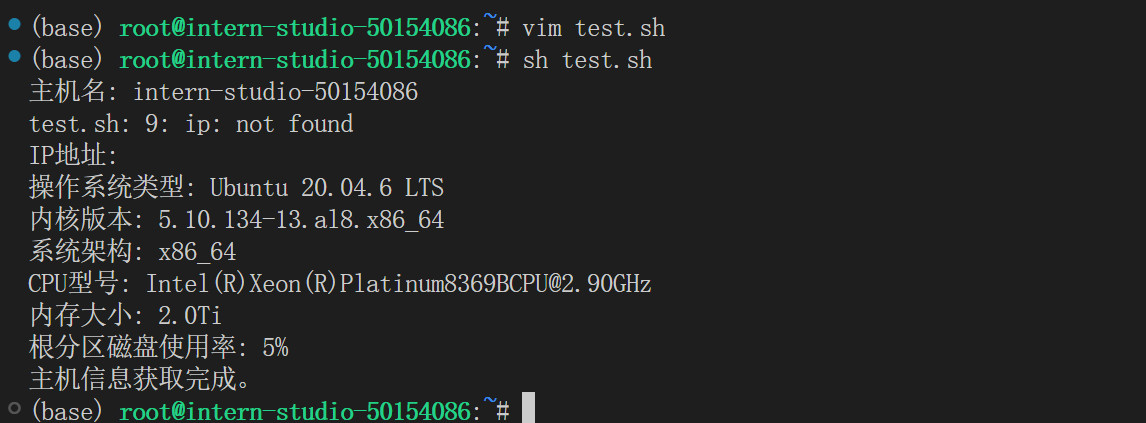 (base) root@intern-studio-50154086:~# vim test.sh
(base) root@intern-studio-50154086:~# sh test.sh
主机名: intern-studio-50154086
test.sh: 9: ip: not found
IP地址:
操作系统类型: Ubuntu 20.04.6 LTS
内核版本: 5.10.134-13.al8.x86_64
系统架构: x86_64
CPU型号: Intel(R)Xeon(R)Platinum8369BCPU@2.90GHz
内存大小: 2.0Ti
根分区磁盘使用率: 5%
主机信息获取完成。
(base) root@intern-studio-50154086:~#